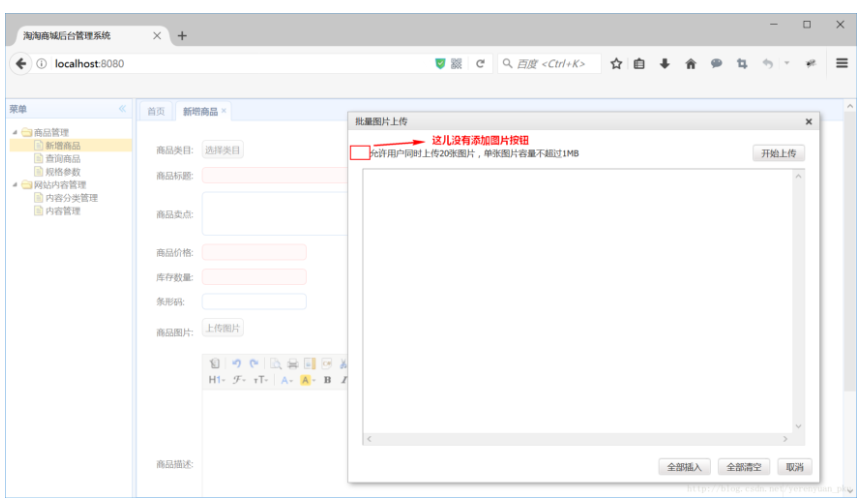 淘淘商城后台管理系统
localhost:8080
百度 <Ctrl+K>
菜单
商品管理
新增商品
查询商品
规格参数
网站内容管理
内容分类管理
内容管理
首页 新增商品
商品类目: 选择类目
商品标题:
商品卖点:
商品价格:
库存数量:
条形码:
商品图片: 上传图片
H1 F T A A B I
商品描述:
批量图片上传
这儿没有添加图片按钮
允许用户同时上传20张图片，单张图片容量不超过1MB
开始上传
全部插入 全部清空 取消